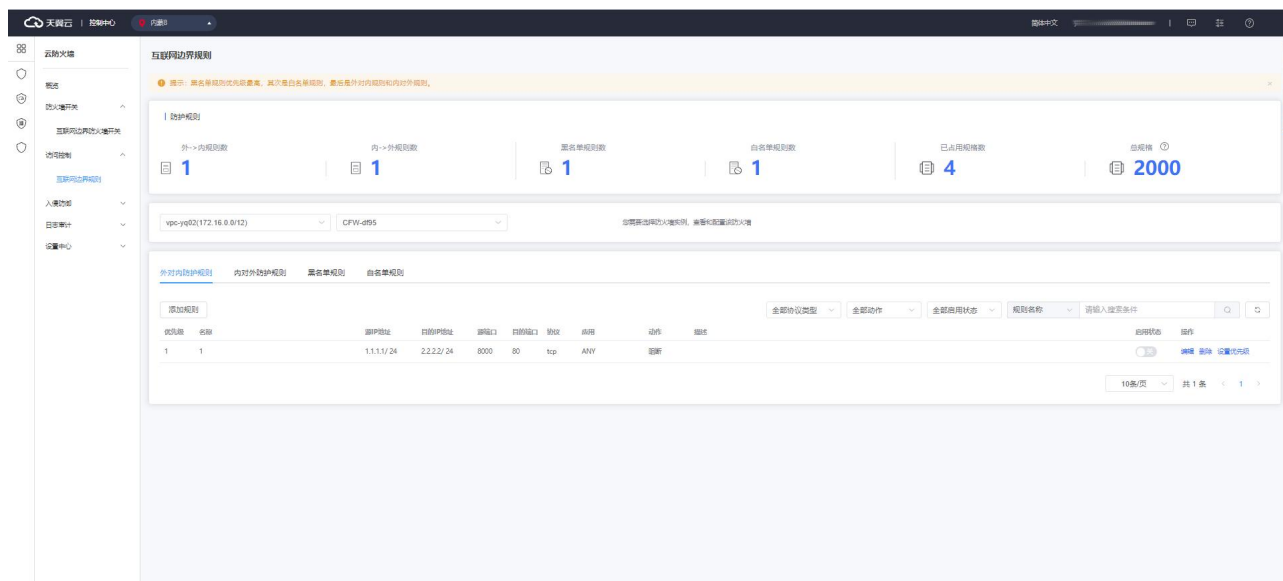 天翼云 | 控制中心 内蒙6 简体中文
云防火墙
概览
防火墙开关
互联网边界防火墙开关
访问控制
互联网边界规则
入侵防御
日志审计
设置中心
互联网边界规则
提示：黑名单规则优先级最高，其次是白名单规则，最后是外对内规则和内对外规则。
防护规则
外->内规则数 内->外规则数 黑名单规则数 白名单规则数 已占用规格数 总规格
1 1 1 1 4 2000
vpc-yq02(172.16.0.0/12) CFW-df95 您需要选择防火墙实例，查看和配置该防火墙
外对内防护规则 内对外防护规则 黑名单规则 白名单规则
添加规则 全部协议类型 全部动作 全部启用状态 规则名称 请输入搜索条件
优先级 名称 源IP地址 目的IP地址 源端口 目的端口 协议 应用 动作 描述 启用状态 操作
1 1 1.1.1.1/ 24 2.2.2.2/ 24 8000 80 tcp ANY 阻断 关 编辑 删除 设置优先级
10条/页 共 1 条 < 1 >